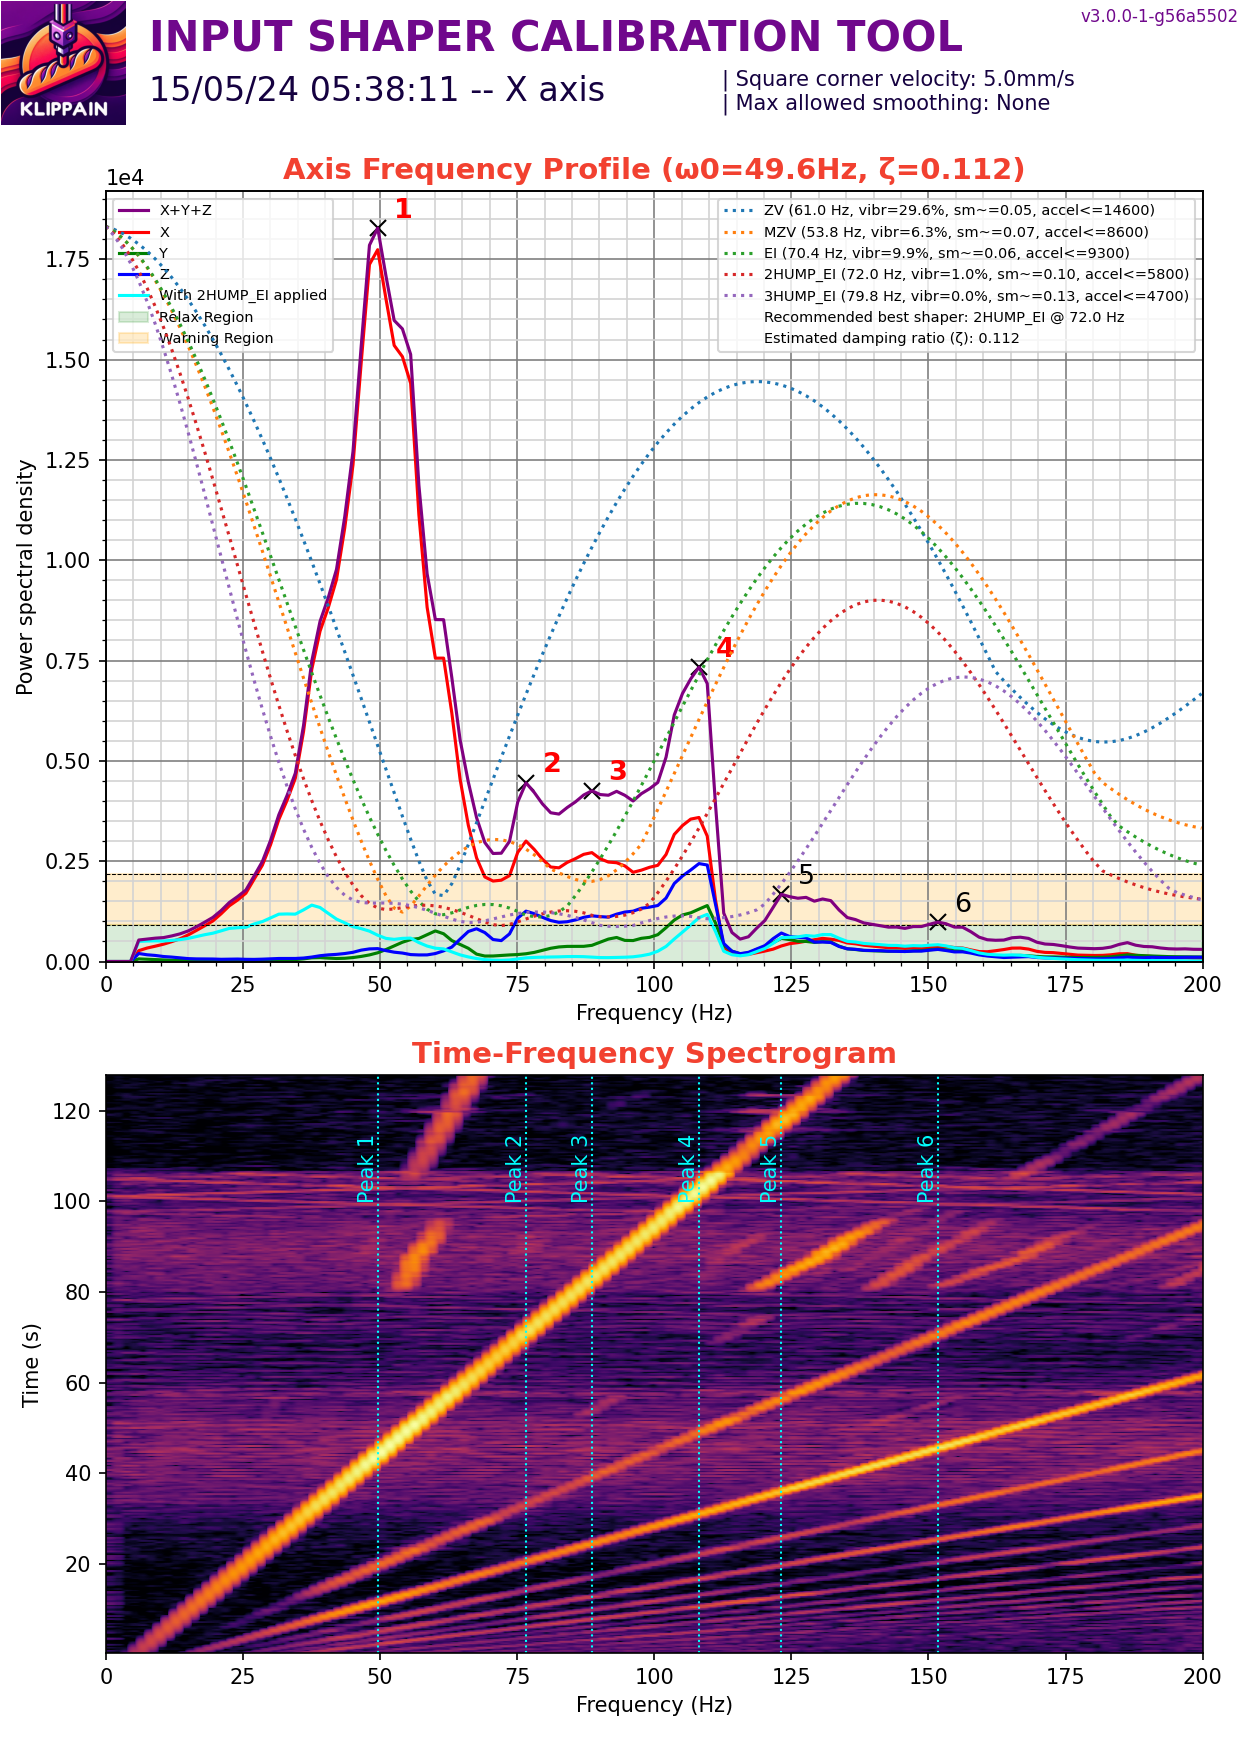 INPUT SHAPER CALIBRATION TOOL
v3.0.0-1-g56a5502
KLIPPAIN
15/05/24 05:38:11 -- X axis
| Square corner velocity: 5.0mm/s
| Max allowed smoothing: None
Axis Frequency Profile (ω0=49.6Hz, ζ=0.112)
1e4
X+Y+Z
X
Y
Z
With 2HUMP_EI applied
Relax Region
Warning Region
ZV (61.0 Hz, vibr=29.6%, sm~=0.05, accel<=14600)
MZV (53.8 Hz, vibr=6.3%, sm~=0.07, accel<=8600)
EI (70.4 Hz, vibr=9.9%, sm~=0.06, accel<=9300)
2HUMP_EI (72.0 Hz, vibr=1.0%, sm~=0.10, accel<=5800)
3HUMP_EI (79.8 Hz, vibr=0.0%, sm~=0.13, accel<=4700)
Recommended best shaper: 2HUMP_EI @ 72.0 Hz
Estimated damping ratio (ζ): 0.112
1
2
3
4
5
6
Power spectral density
1.75
1.50
1.25
1.00
0.75
0.50
0.25
0.00
0 25 50 75 100 125 150 175 200
Frequency (Hz)
Time-Frequency Spectrogram
Time (s)
120
100
80
60
40
20
Peak 1
Peak 2
Peak 3
Peak 4
Peak 5
Peak 6
0 25 50 75 100 125 150 175 200
Frequency (Hz)